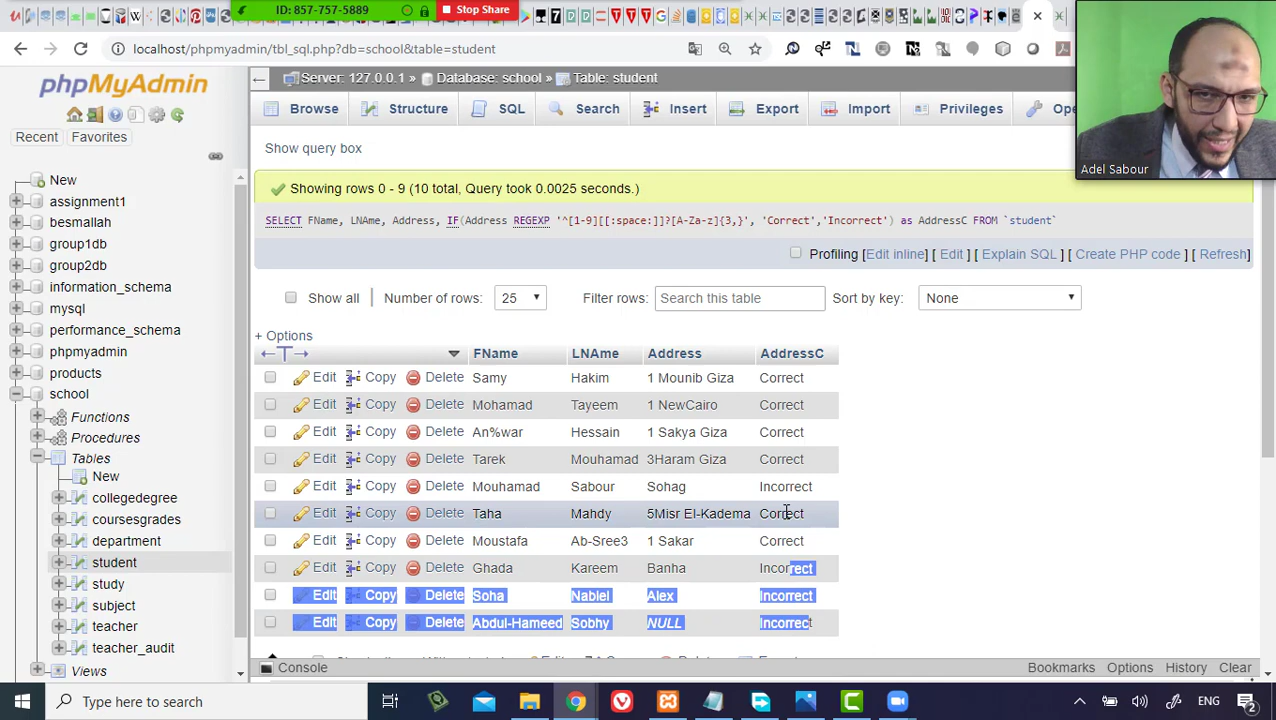 ID: 857-757-5889 Stop Share
localhost/phpmyadmin/tbl_sql.php?db=school&table=student
phpMyAdmin
Recent Favorites
New
assignment1
besmallah
group1db
group2db
information_schema
mysql
performance_schema
phpmyadmin
products
school
Functions
Procedures
Tables
New
collegedegree
coursesgrades
department
student
study
subject
teacher
teacher_audit
Views
Server: 127.0.0.1 » Database: school » Table: student
Browse Structure SQL Search Insert Export Import Privileges
Adel Sabour
Show query box
Showing rows 0 - 9 (10 total, Query took 0.0025 seconds.)
SELECT FName, LNAme, Address, IF(Address REGEXP '^[1-9][[:space:]]?[A-Za-z]{3,}', 'Correct','Incorrect') as AddressC FROM `student`
Profiling [Edit inline] [ Edit ] [ Explain SQL ] [ Create PHP code ] [ Refresh]
Show all Number of rows: 25 Filter rows: Search this table Sort by key: None
+ Options
←T→ FName LNAme Address AddressC
Edit Copy Delete Samy Hakim 1 Mounib Giza Correct
Edit Copy Delete Mohamad Tayeem 1 NewCairo Correct
Edit Copy Delete An%war Hessain 1 Sakya Giza Correct
Edit Copy Delete Tarek Mouhamad 3Haram Giza Correct
Edit Copy Delete Mouhamad Sabour Sohag Incorrect
Edit Copy Delete Taha Mahdy 5Misr El-Kadema Correct
Edit Copy Delete Moustafa Ab-Sree3 1 Sakar Correct
Edit Copy Delete Ghada Kareem Banha Incorrect
Edit Copy Delete Soha Nabiel Alex Incorrect
Edit Copy Delete Abdul-Hameed Sobhy NULL Incorrect
Console Bookmarks Options History Clear
Type here to search ENG 2